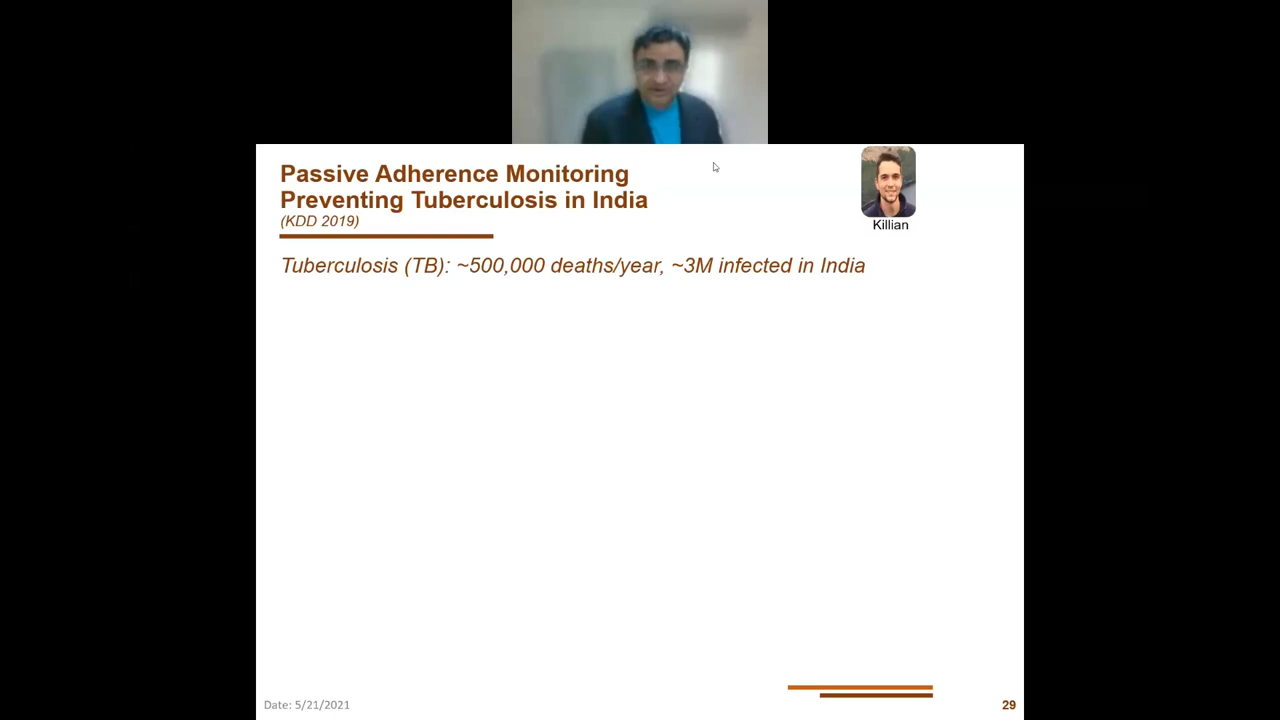 Passive Adherence Monitoring
Preventing Tuberculosis in India
(KDD 2019)
Killian
Tuberculosis (TB): ~500,000 deaths/year, ~3M infected in India
Date: 5/21/2021
29